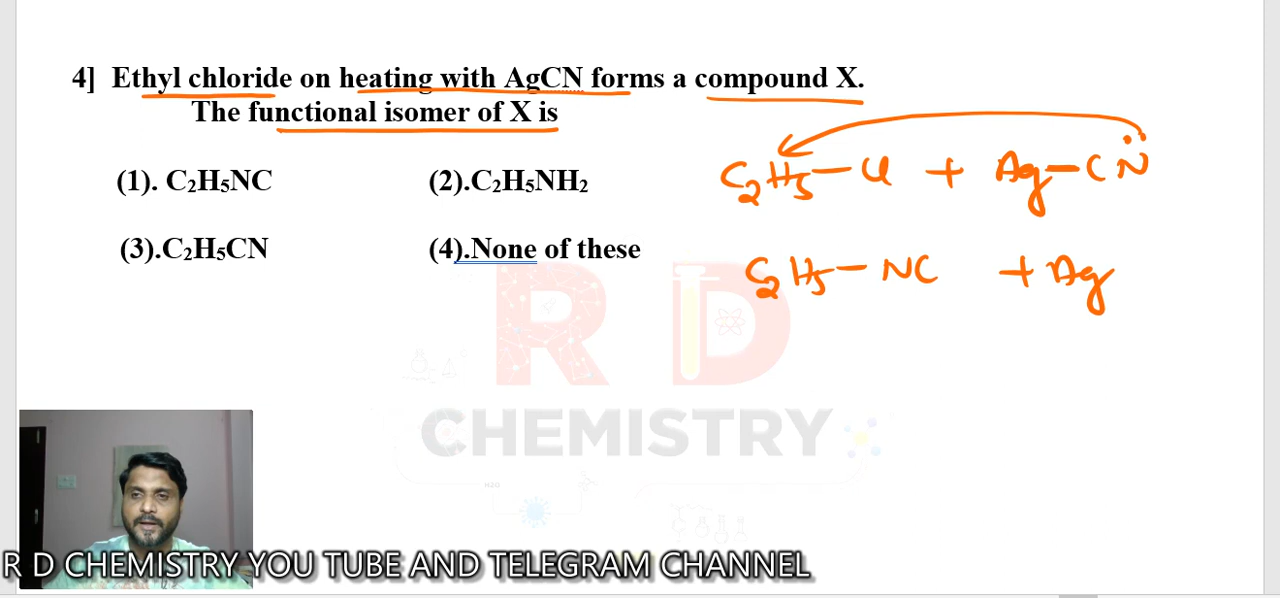 4] Ethyl chloride on heating with AgCN forms a compound X.
The functional isomer of X is
(1). C₂H₅NC (2).C₂H₅NH₂
(3).C₂H₅CN (4).None of these
C₂H₅–Cl + Ag–CN̈
C₂H₅–NC + Ag
R D
CHEMISTRY
H2O
R D CHEMISTRY YOU TUBE AND TELEGRAM CHANNEL